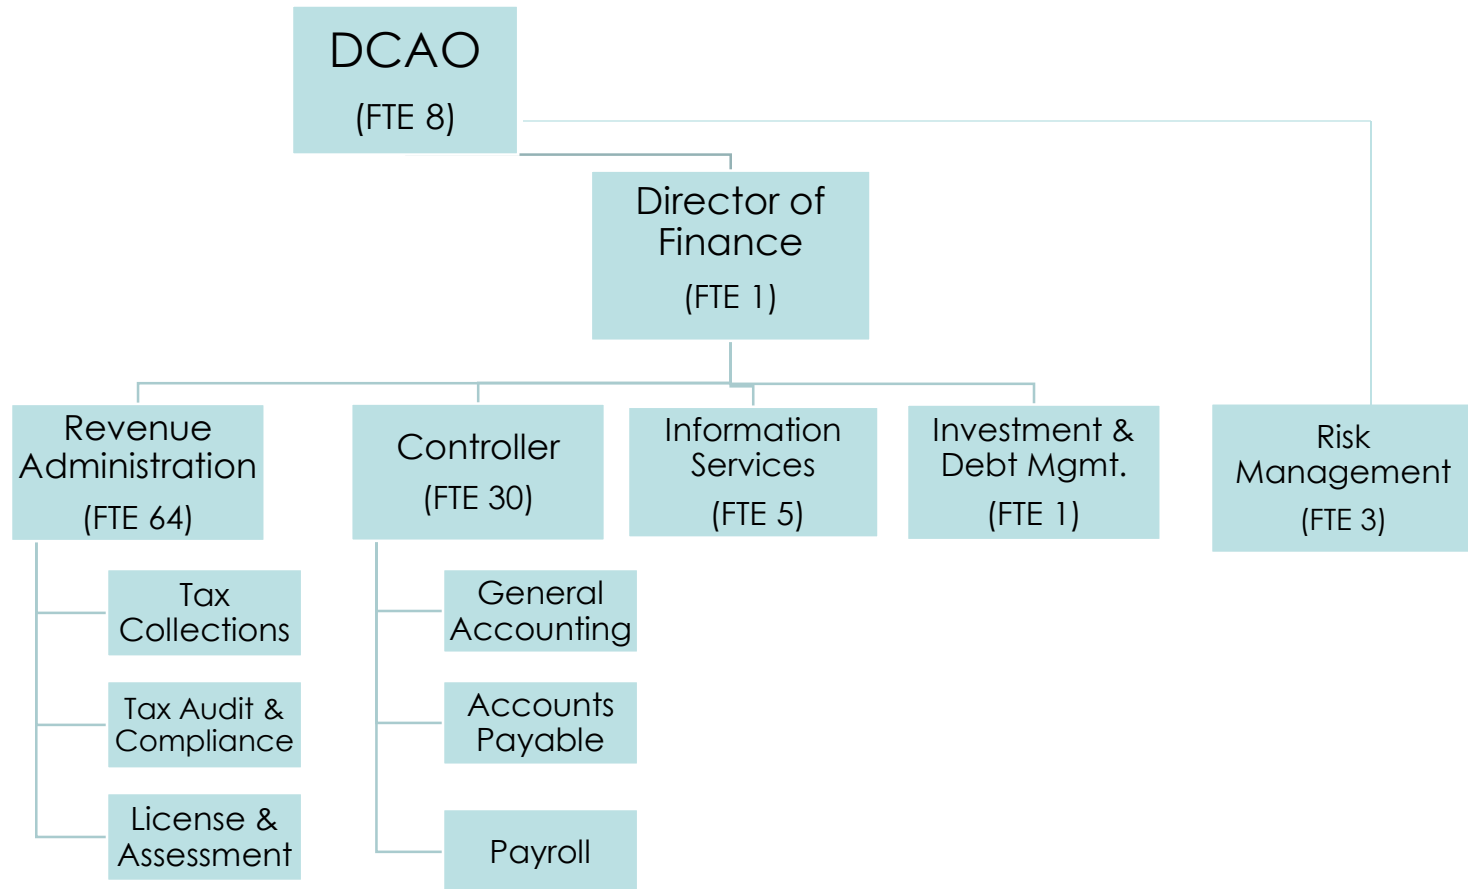 DCAO
(FTE 8)
Director of
Finance
(FTE 1)
Revenue
Administration
(FTE 64)
Controller
(FTE 30)
Information
Services
(FTE 5)
Investment &
Debt Mgmt.
(FTE 1)
Risk
Management
(FTE 3)
Tax
Collections
Tax Audit &
Compliance
License &
Assessment
General
Accounting
Accounts
Payable
Payroll